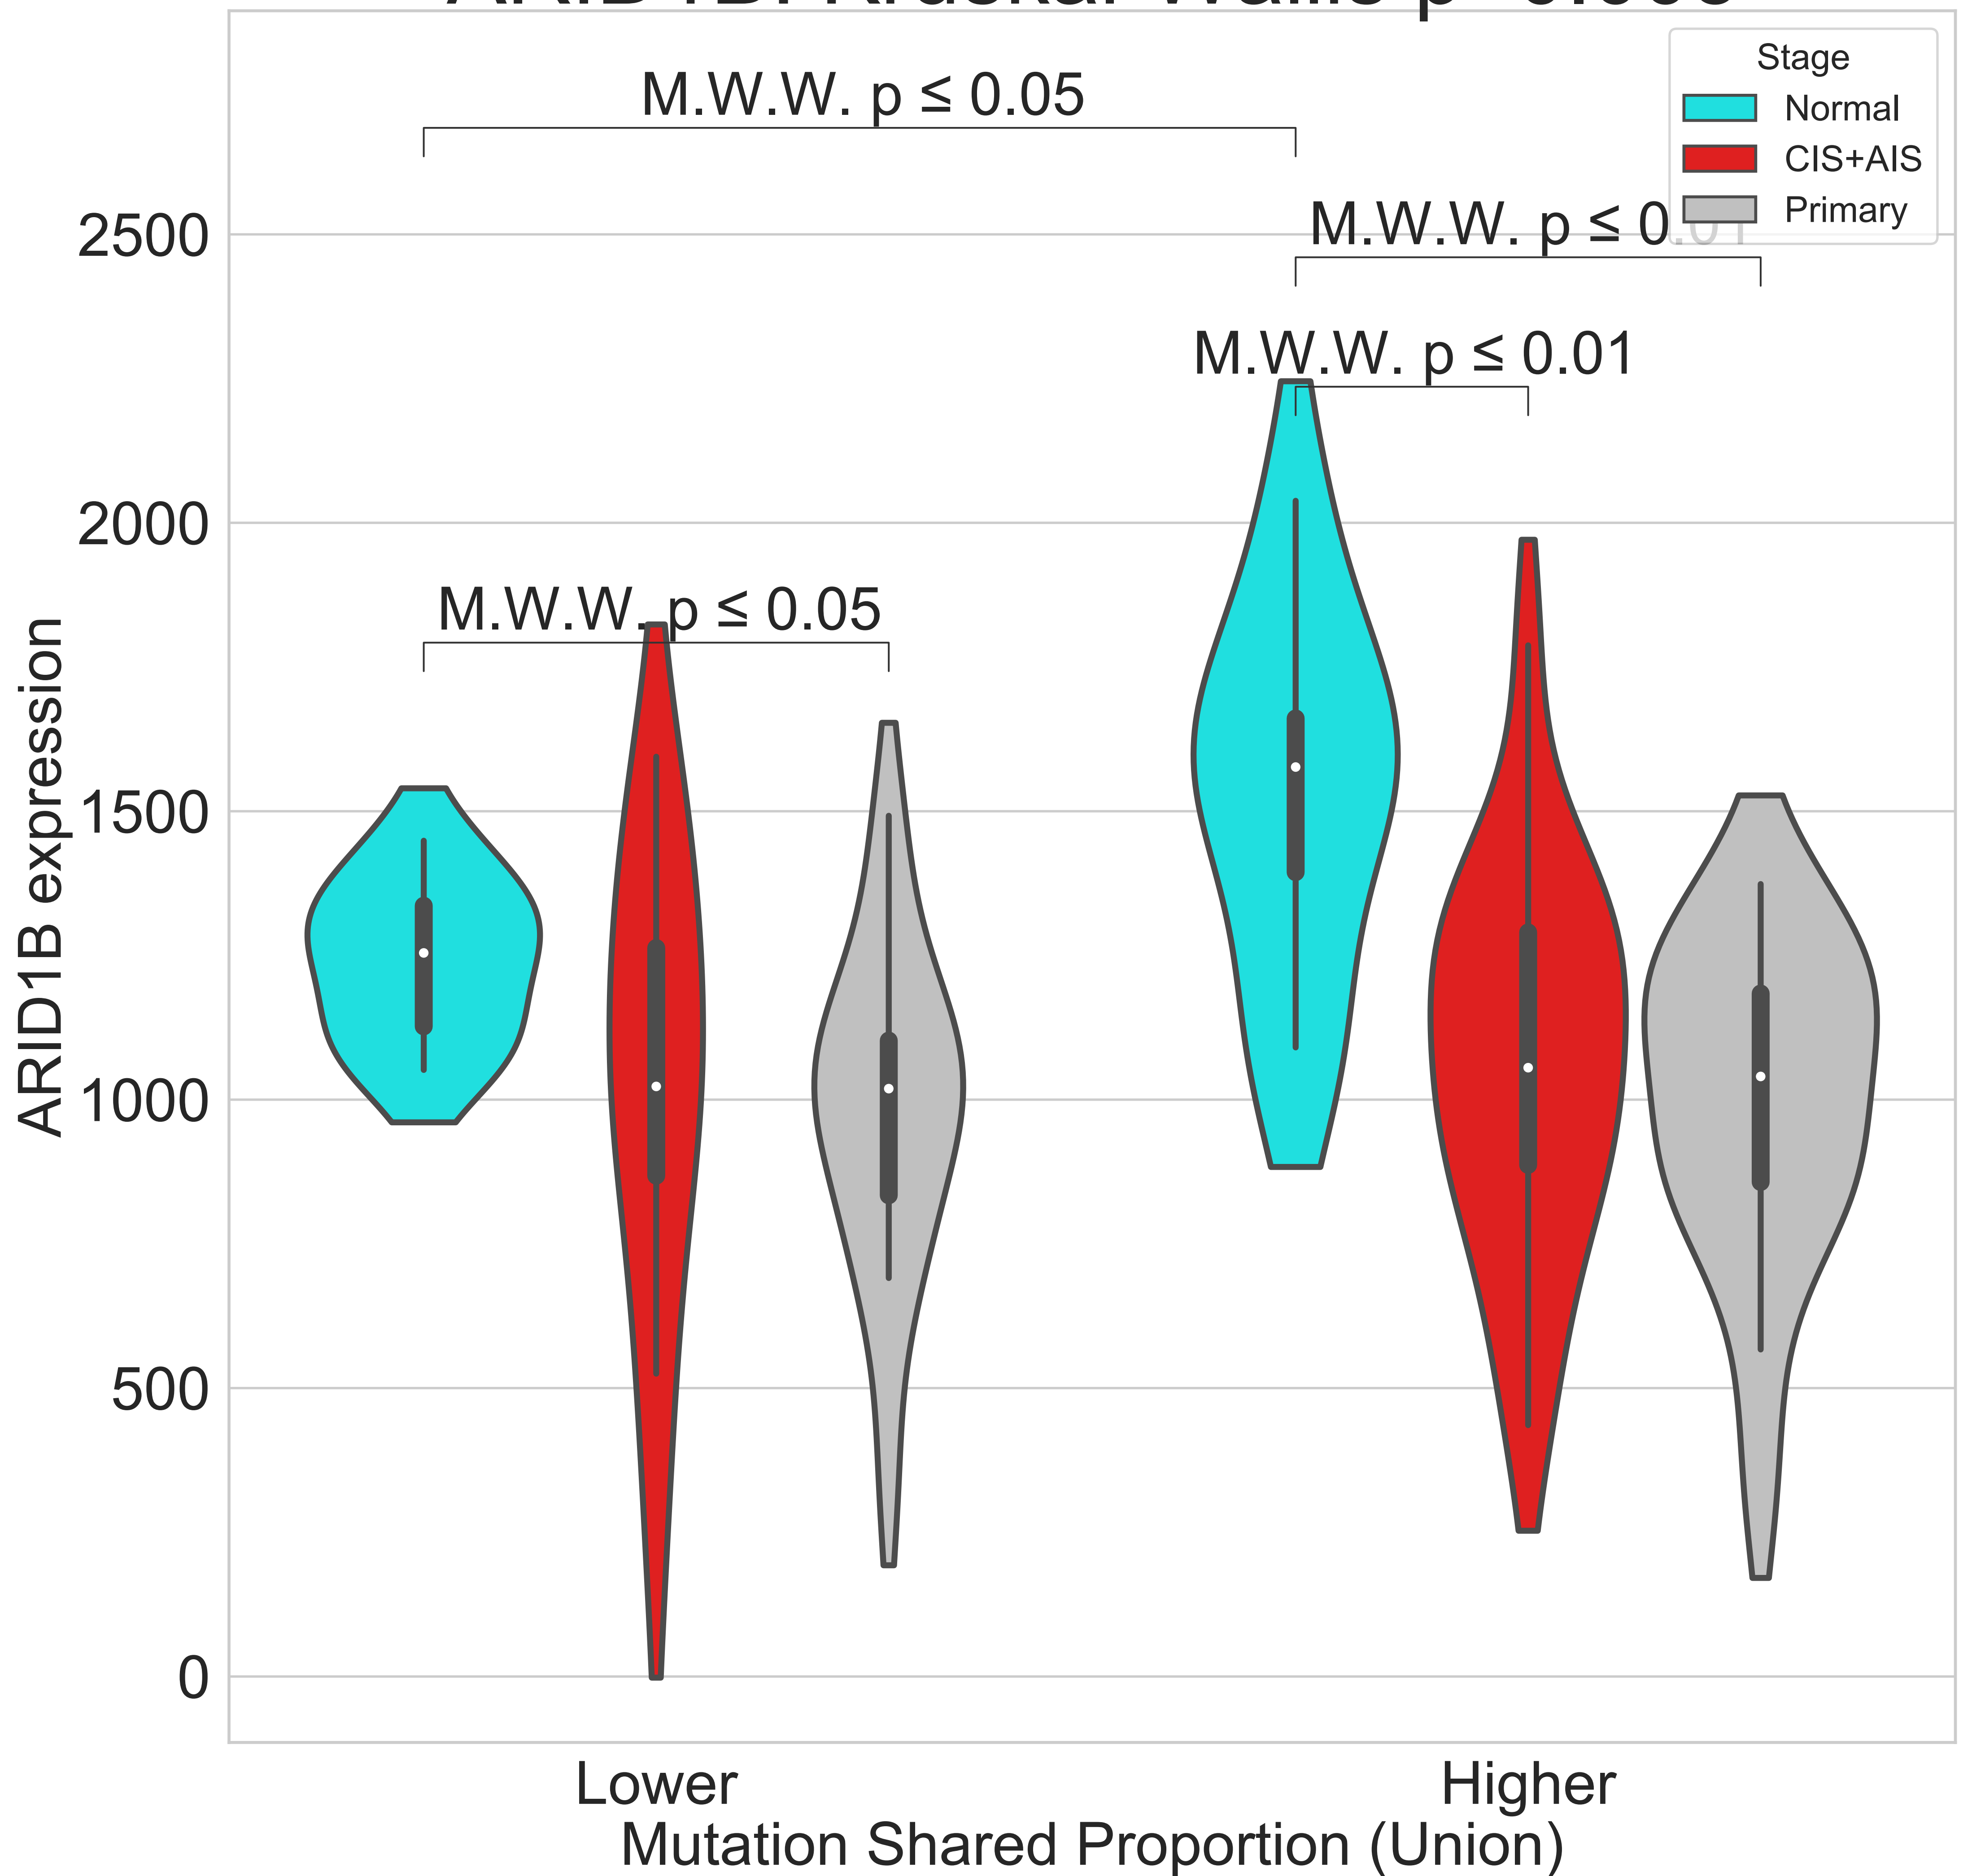 M.W.W. p ≤ 0.05
Stage
Normal
CIS+AIS
Primary
M.W.W. p ≤ 0.01
M.W.W. p ≤ 0.01
M.W.W. p ≤ 0.05
2500
2000
1500
1000
500
0
ARID1B expression
Lower
Higher
Mutation Shared Proportion (Union)